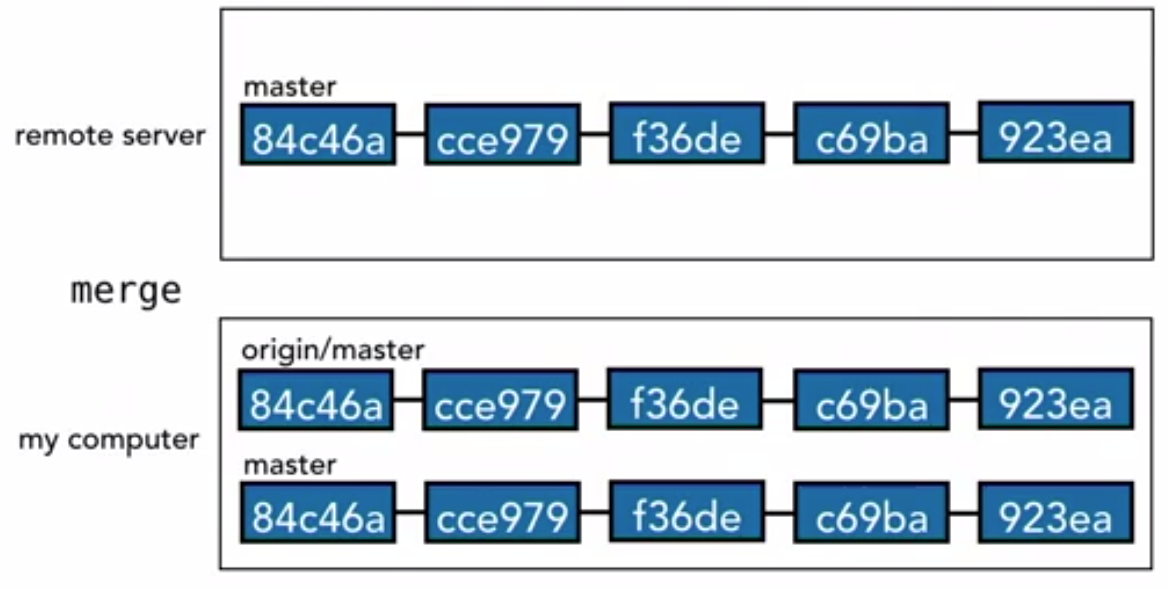 master
remote server
84c46a cce979 f36de c69ba 923ea
merge
origin/master
84c46a cce979 f36de c69ba 923ea
my computer
master
84c46a cce979 f36de c69ba 923ea